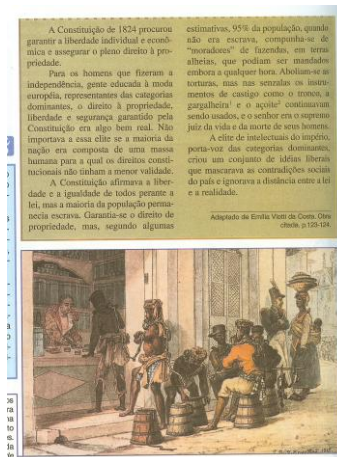 A Constituição de 1824 procurou
garantir a liberdade individual e econô-
mica e assegurar o pleno direito à pro-
priedade.
Para os homens que fizeram a
independência, gente educada à moda
européia, representantes das categorias
dominantes, o direito à propriedade,
liberdade e segurança garantido pela
Constituição era algo bem real. Não
importava a essa elite se a maioria da
nação era composta de uma massa
humana para a qual os direitos consti-
tucionais não tinham a menor validade.
A Constituição afirmava a liber-
dade e a igualdade de todos perante a
lei, mas a maioria da população perma-
necia escrava. Garantia-se o direito de
propriedade, mas, segundo algumas
estimativas, 95% da população, quando
não era escrava, compunha-se de
"moradores" de fazendas, em terras
alheias, que podiam ser mandados
embora a qualquer hora. Aboliam-se as
torturas, mas nas senzalas os instru-
mentos de castigo como o tronco, a
gargalheira¹ e o açoite² continuavam
sendo usados, e o senhor era o supremo
juiz da vida e da morte de seus homens.
A elite de intelectuais do império,
porta-voz das categorias dominantes,
criou um conjunto de idéias liberais
que mascarava as contradições sociais
do país e ignorava a distância entre a lei
e a realidade.
Adaptado de Emília Viotti da Costa. Obra
citada, p.123-124.